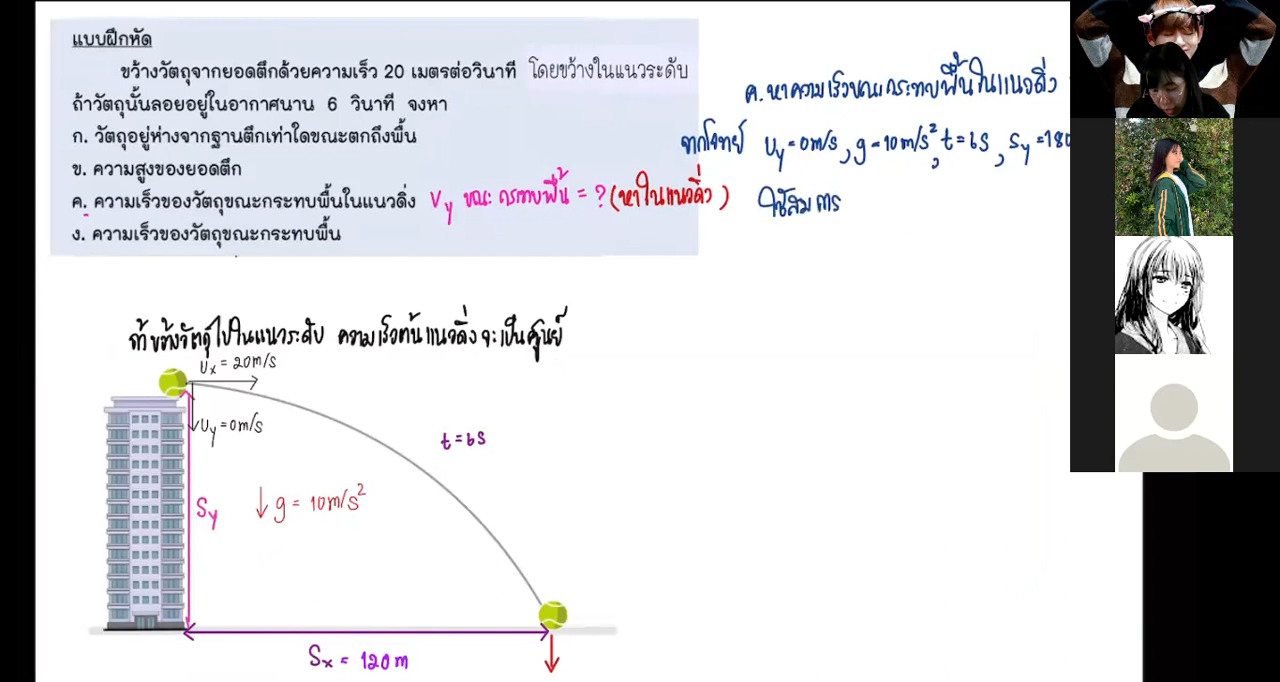 แบบฝึกหัด
ขว้างวัตถุจากยอดตึกด้วยความเร็ว 20 เมตรต่อวินาที โดยขว้างในแนวระดับ
ถ้าวัตถุนั้นลอยอยู่ในอากาศนาน 6 วินาที จงหา
ก. วัตถุอยู่ห่างจากฐานตึกเท่าใดขณะตกถึงพื้น
ข. ความสูงของยอดตึก
ค. ความเร็วของวัตถุขณะกระทบพื้นในแนวดิ่ง Vy ขณะกระทบพื้น = ? (หาในแนวดิ่ง)
ง. ความเร็วของวัตถุขณะกระทบพื้น
ค. หาความเร็วขณะกระทบพื้นในแนวดิ่ง
จากโจทย์ Uy = 0 m/s, g = 10 m/s², t = 6 s, Sy = 180
ใช้สมการ
ถ้าขว้างวัตถุไปในแนวระดับ ความเร็วต้นแนวดิ่งจะเป็นศูนย์
Ux = 20 m/s
Uy = 0 m/s
t = 6 s
Sy
g = 10 m/s²
Sx = 120 m